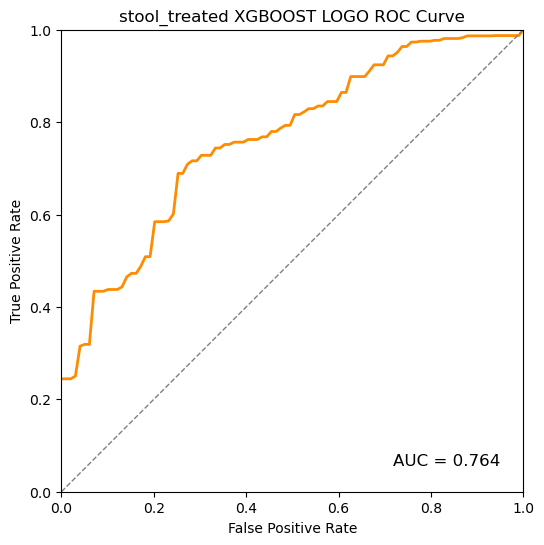 stool_treated XGBOOST LOGO ROC Curve
True Positive Rate
1.0
0.8
0.6
0.4
0.2
0.0
AUC = 0.764
0.0 0.2 0.4 0.6 0.8 1.0
False Positive Rate